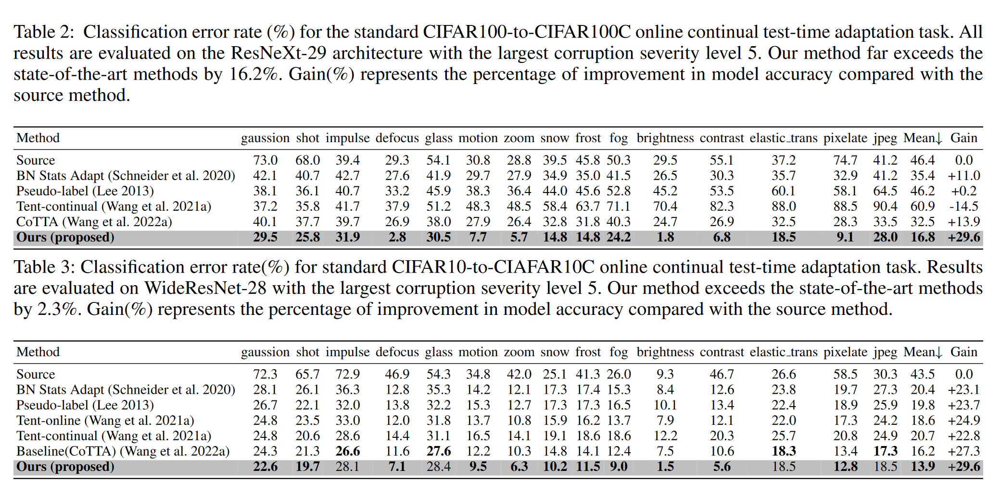 Table 2: Classification error rate (%) for the standard CIFAR100-to-CIFAR100C online continual test-time adaptation task. All
results are evaluated on the ResNeXt-29 architecture with the largest corruption severity level 5. Our method far exceeds the
state-of-the-art methods by 16.2%. Gain(%) represents the percentage of improvement in model accuracy compared with the
source method.
Method gaussion shot impulse defocus glass motion zoom snow frost fog brightness contrast elastic_trans pixelate jpeg Mean↓ Gain
Source 73.0 68.0 39.4 29.3 54.1 30.8 28.8 39.5 45.8 50.3 29.5 55.1 37.2 74.7 41.2 46.4 0.0
BN Stats Adapt (Schneider et al. 2020) 42.1 40.7 42.7 27.6 41.9 29.7 27.9 34.9 35.0 41.5 26.5 30.3 35.7 32.9 41.2 35.4 +11.0
Pseudo-label (Lee 2013) 38.1 36.1 40.7 33.2 45.9 38.3 36.4 44.0 45.6 52.8 45.2 53.5 60.1 58.1 64.5 46.2 +0.2
Tent-continual (Wang et al. 2021a) 37.2 35.8 41.7 37.9 51.2 48.3 48.5 58.4 63.7 71.1 70.4 82.3 88.0 88.5 90.4 60.9 -14.5
CoTTA (Wang et al. 2022a) 40.1 37.7 39.7 26.9 38.0 27.9 26.4 32.8 31.8 40.3 24.7 26.9 32.5 28.3 33.5 32.5 +13.9
Ours (proposed) 29.5 25.8 31.9 2.8 30.5 7.7 5.7 14.8 14.8 24.2 1.8 6.8 18.5 9.1 28.0 16.8 +29.6
Table 3: Classification error rate(%) for standard CIFAR10-to-CIAFAR10C online continual test-time adaptation task. Results
are evaluated on WideResNet-28 with the largest corruption severity level 5. Our method exceeds the state-of-the-art methods
by 2.3%. Gain(%) represents the percentage of improvement in model accuracy compared with the source method.
Method gaussion shot impulse defocus glass motion zoom snow frost fog brightness contrast elastic_trans pixelate jpeg Mean↓ Gain
Source 72.3 65.7 72.9 46.9 54.3 34.8 42.0 25.1 41.3 26.0 9.3 46.7 26.6 58.5 30.3 43.5 0.0
BN Stats Adapt (Schneider et al. 2020) 28.1 26.1 36.3 12.8 35.3 14.2 12.1 17.3 17.4 15.3 8.4 12.6 23.8 19.7 27.3 20.4 +23.1
Pseudo-label (Lee 2013) 26.7 22.1 32.0 13.8 32.2 15.3 12.7 17.3 17.3 16.5 10.1 13.4 22.4 18.9 25.9 19.8 +23.7
Tent-online (Wang et al. 2021a) 24.8 23.5 33.0 12.0 31.8 13.7 10.8 15.9 16.2 13.7 7.9 12.1 22.0 17.3 24.2 18.6 +24.9
Tent-continual (Wang et al. 2021a) 24.8 20.6 28.6 14.4 31.1 16.5 14.1 19.1 18.6 18.6 12.2 20.3 25.7 20.8 24.9 20.7 +22.8
Baseline(CoTTA) (Wang et al. 2022a) 24.3 21.3 26.6 11.6 27.6 12.2 10.3 14.8 14.1 12.4 7.5 10.6 18.3 13.4 17.3 16.2 +27.3
Ours (proposed) 22.6 19.7 28.1 7.1 28.4 9.5 6.3 10.2 11.5 9.0 1.5 5.6 18.5 12.8 18.5 13.9 +29.6